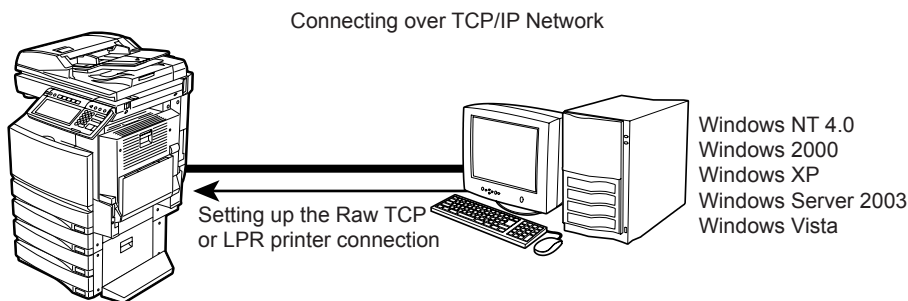 Connecting over TCP/IP Network
Windows NT 4.0
Windows 2000
Windows XP
Windows Server 2003
Windows Vista
Setting up the Raw TCP
or LPR printer connection